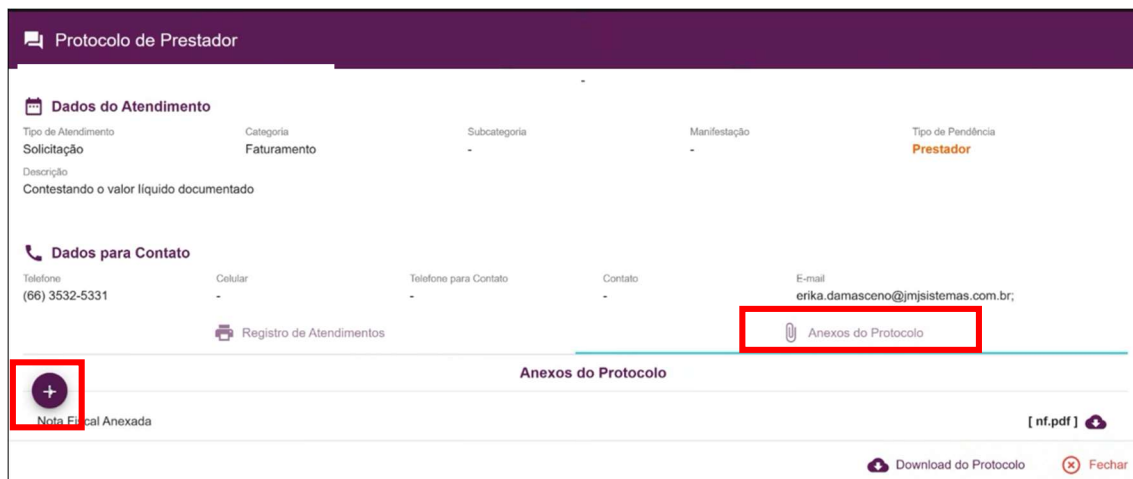 Protocolo de Prestador
-
Dados do Atendimento
Tipo de Atendimento Categoria Subcategoria Manifestação Tipo de Pendência
Solicitação Faturamento - - Prestador
Descrição
Contestando o valor líquido documentado
Dados para Contato
Telefone Celular Telefone para Contato Contato E-mail
(66) 3532-5331 - - - erika.damasceno@jmjsistemas.com.br;
Registro de Atendimentos Anexos do Protocolo
Anexos do Protocolo
+
Nota Fiscal Anexada [ nf.pdf ]
Download do Protocolo Fechar